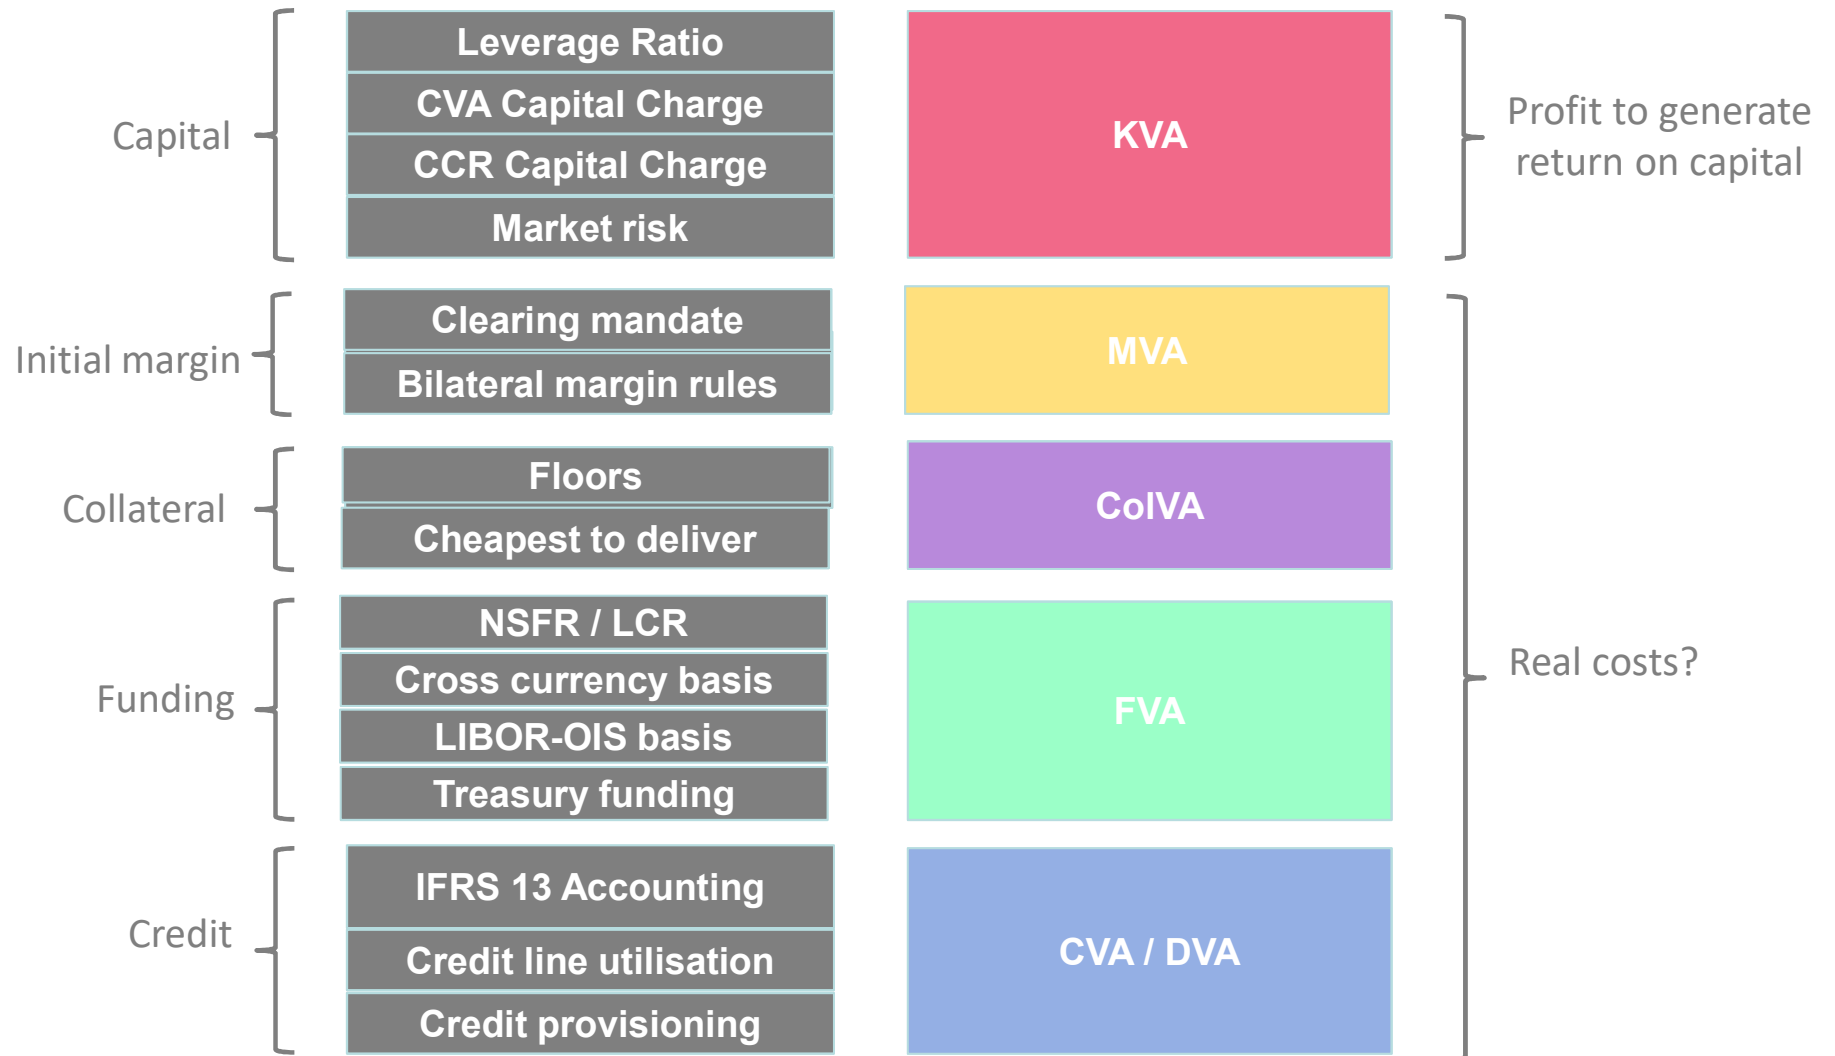 Capital
Leverage Ratio
CVA Capital Charge
CCR Capital Charge
Market risk
KVA
Profit to generate
return on capital
Initial margin
Clearing mandate
Bilateral margin rules
MVA
Collateral
Floors
Cheapest to deliver
ColVA
Funding
NSFR / LCR
Cross currency basis
LIBOR-OIS basis
Treasury funding
FVA
Real costs?
Credit
IFRS 13 Accounting
Credit line utilisation
Credit provisioning
CVA / DVA